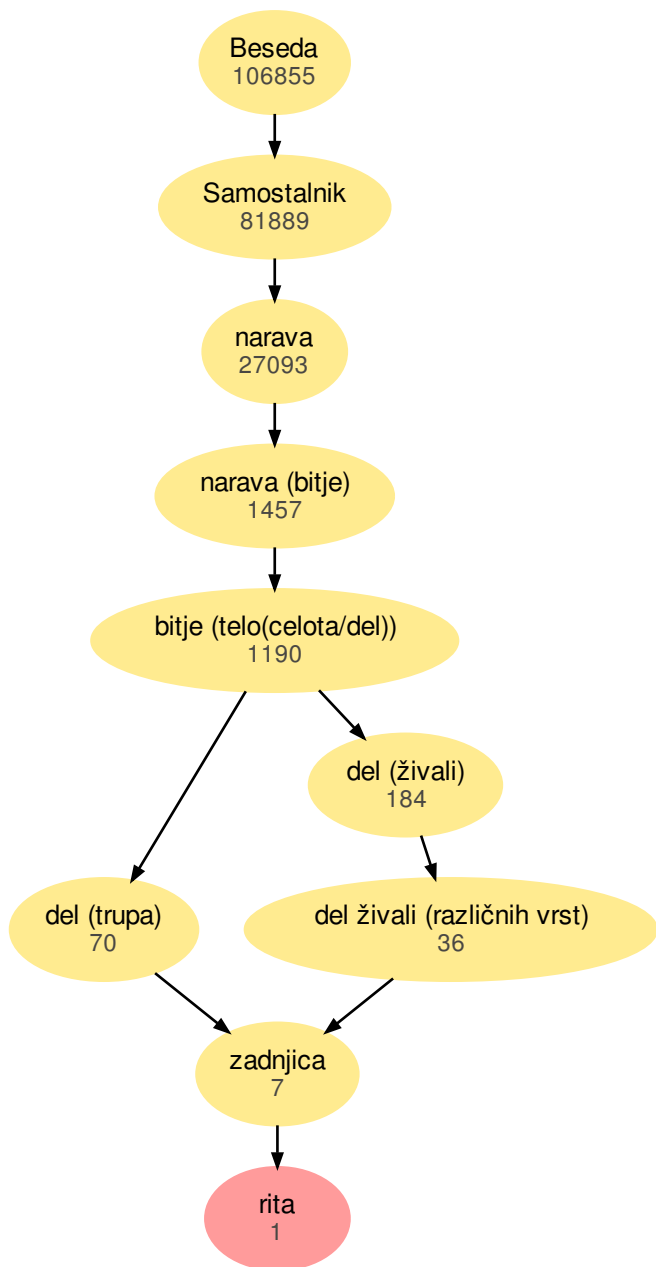 Beseda
106855
Samostalnik
81889
narava
27093
narava (bitje)
1457
bitje (telo(celota/del))
1190
del (živali)
184
del (trupa)
70
del živali (različnih vrst)
36
zadnjica
7
rita
1